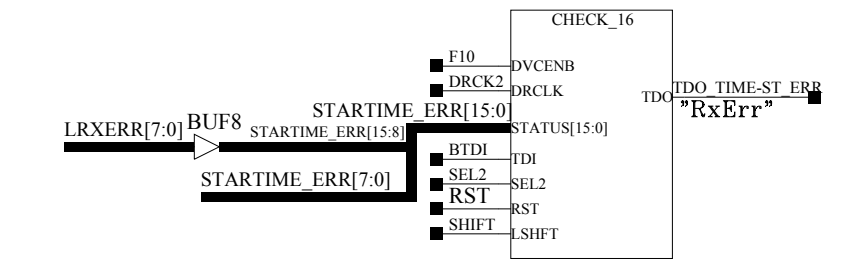 CHECK_16
F10
DVCENB
DRCK2
DRCLK
TDO
TDO_TIME-ST_ERR
"RxErr"
STARTIME_ERR[15:0]
LRXERR[7:0]
BUF8
STARTIME_ERR[15:8]
STATUS[15:0]
BTDI
TDI
STARTIME_ERR[7:0]
SEL2
SEL2
RST
RST
SHIFT
LSHFT